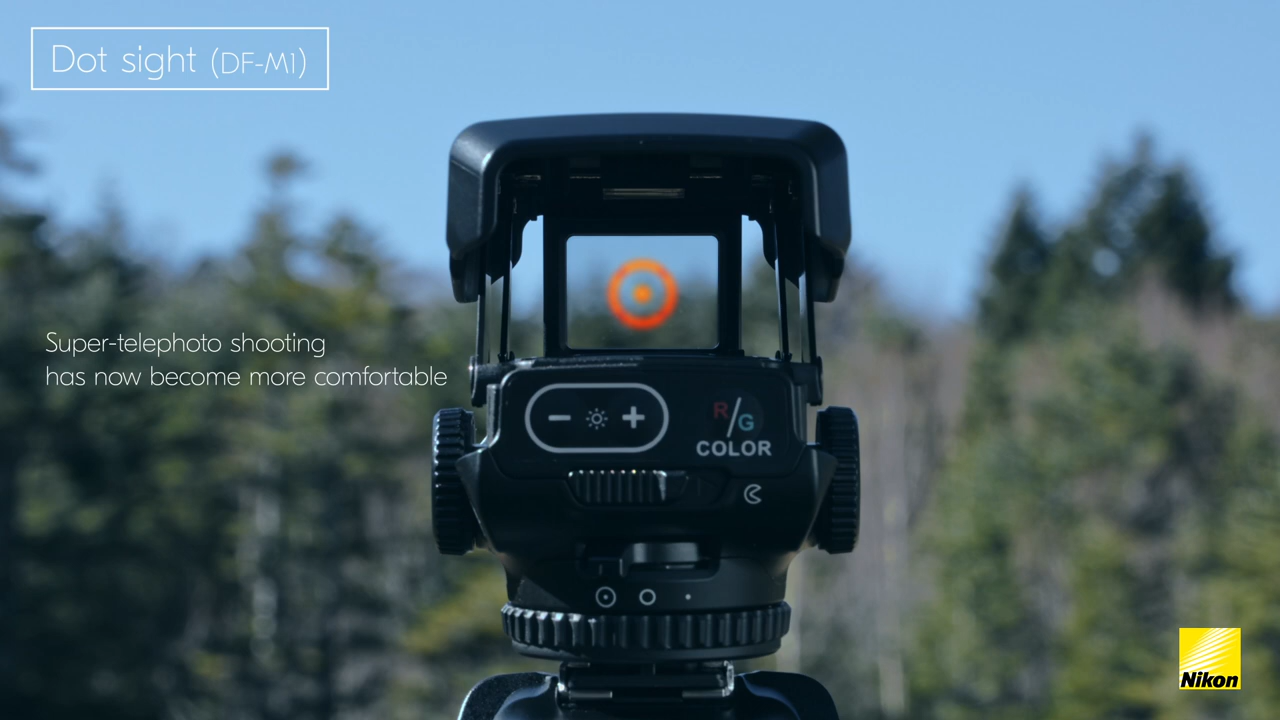 Dot sight (DF-M1)
Super-telephoto shooting
has now become more comfortable
R/G
COLOR
Nikon